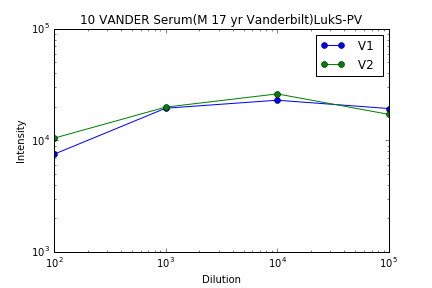 10 VANDER Serum(M 17 yr Vanderbilt)LukS-PV
10^5
10^4
10^3
Intensity
V1
V2
10^2 10^3 10^4 10^5
Dilution